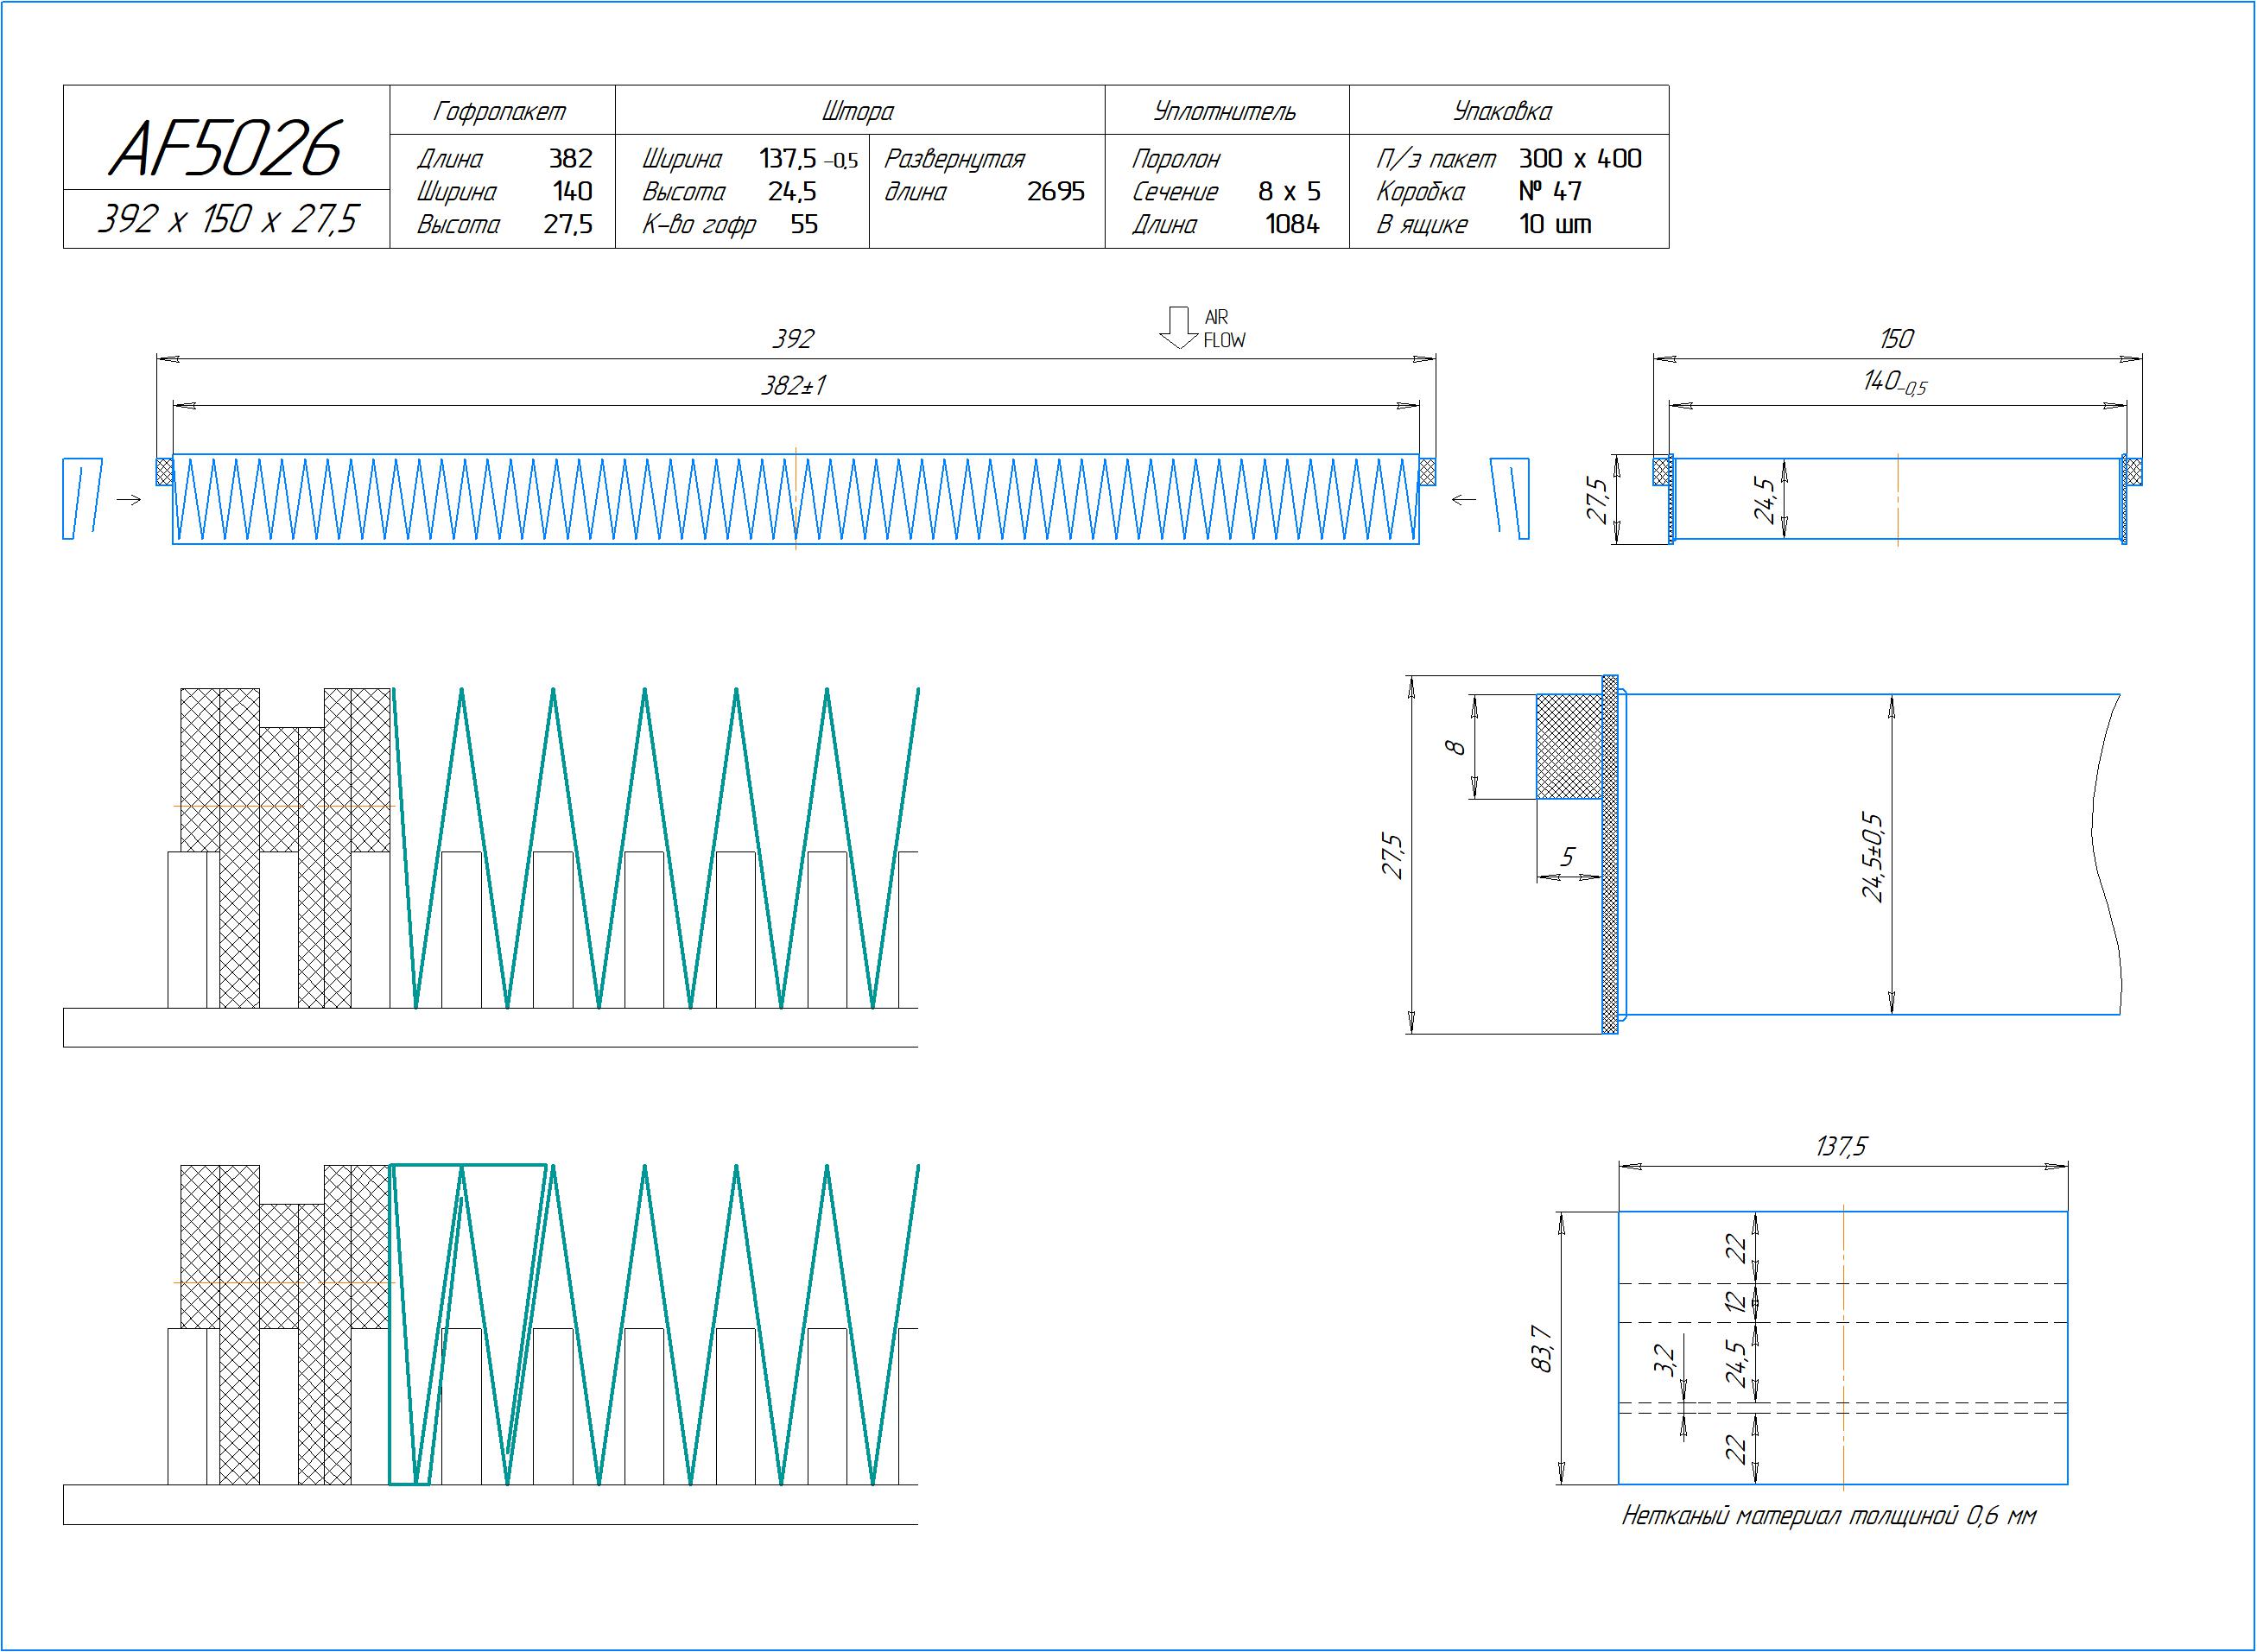 AF5026
392 x 150 x 27,5
Гофропакет
Длина 382
Ширина 140
Высота 27,5
Штора
Ширина 137,5 -0,5
Высота 24,5
К-во гофр 55
Развернутая
длина 2695
Уплотнитель
Поролон
Сечение 8 x 5
Длина 1084
Упаковка
П/э пакет 300 x 400
Коробка № 47
В ящике 10 шт
AIR
FLOW
392
382±1
150
140-0,5
27,5
24,5
8
5
27,5
24,5±0,5
137,5
22
12
83,7
3,2
24,5
22
Нетканый материал толщиной 0,6 мм